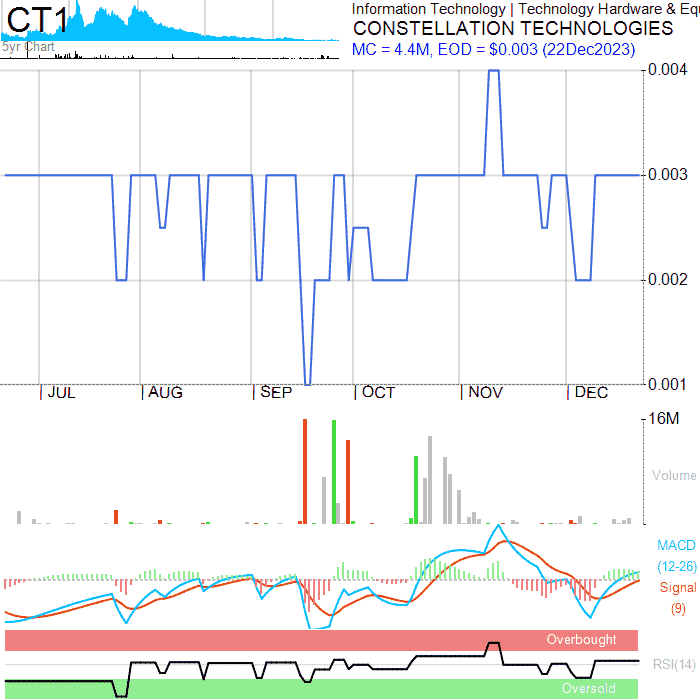 CT1
5yr Chart
Information Technology | Technology Hardware & Equ
CONSTELLATION TECHNOLOGIES
MC = 4.4M, EOD = $0.003 (22Dec2023)
0.004
0.003
0.002
0.001
JUL AUG SEP OCT NOV DEC
16M
Volume
MACD
(12-26)
Signal
(9)
Overbought
RSI(14)
Oversold